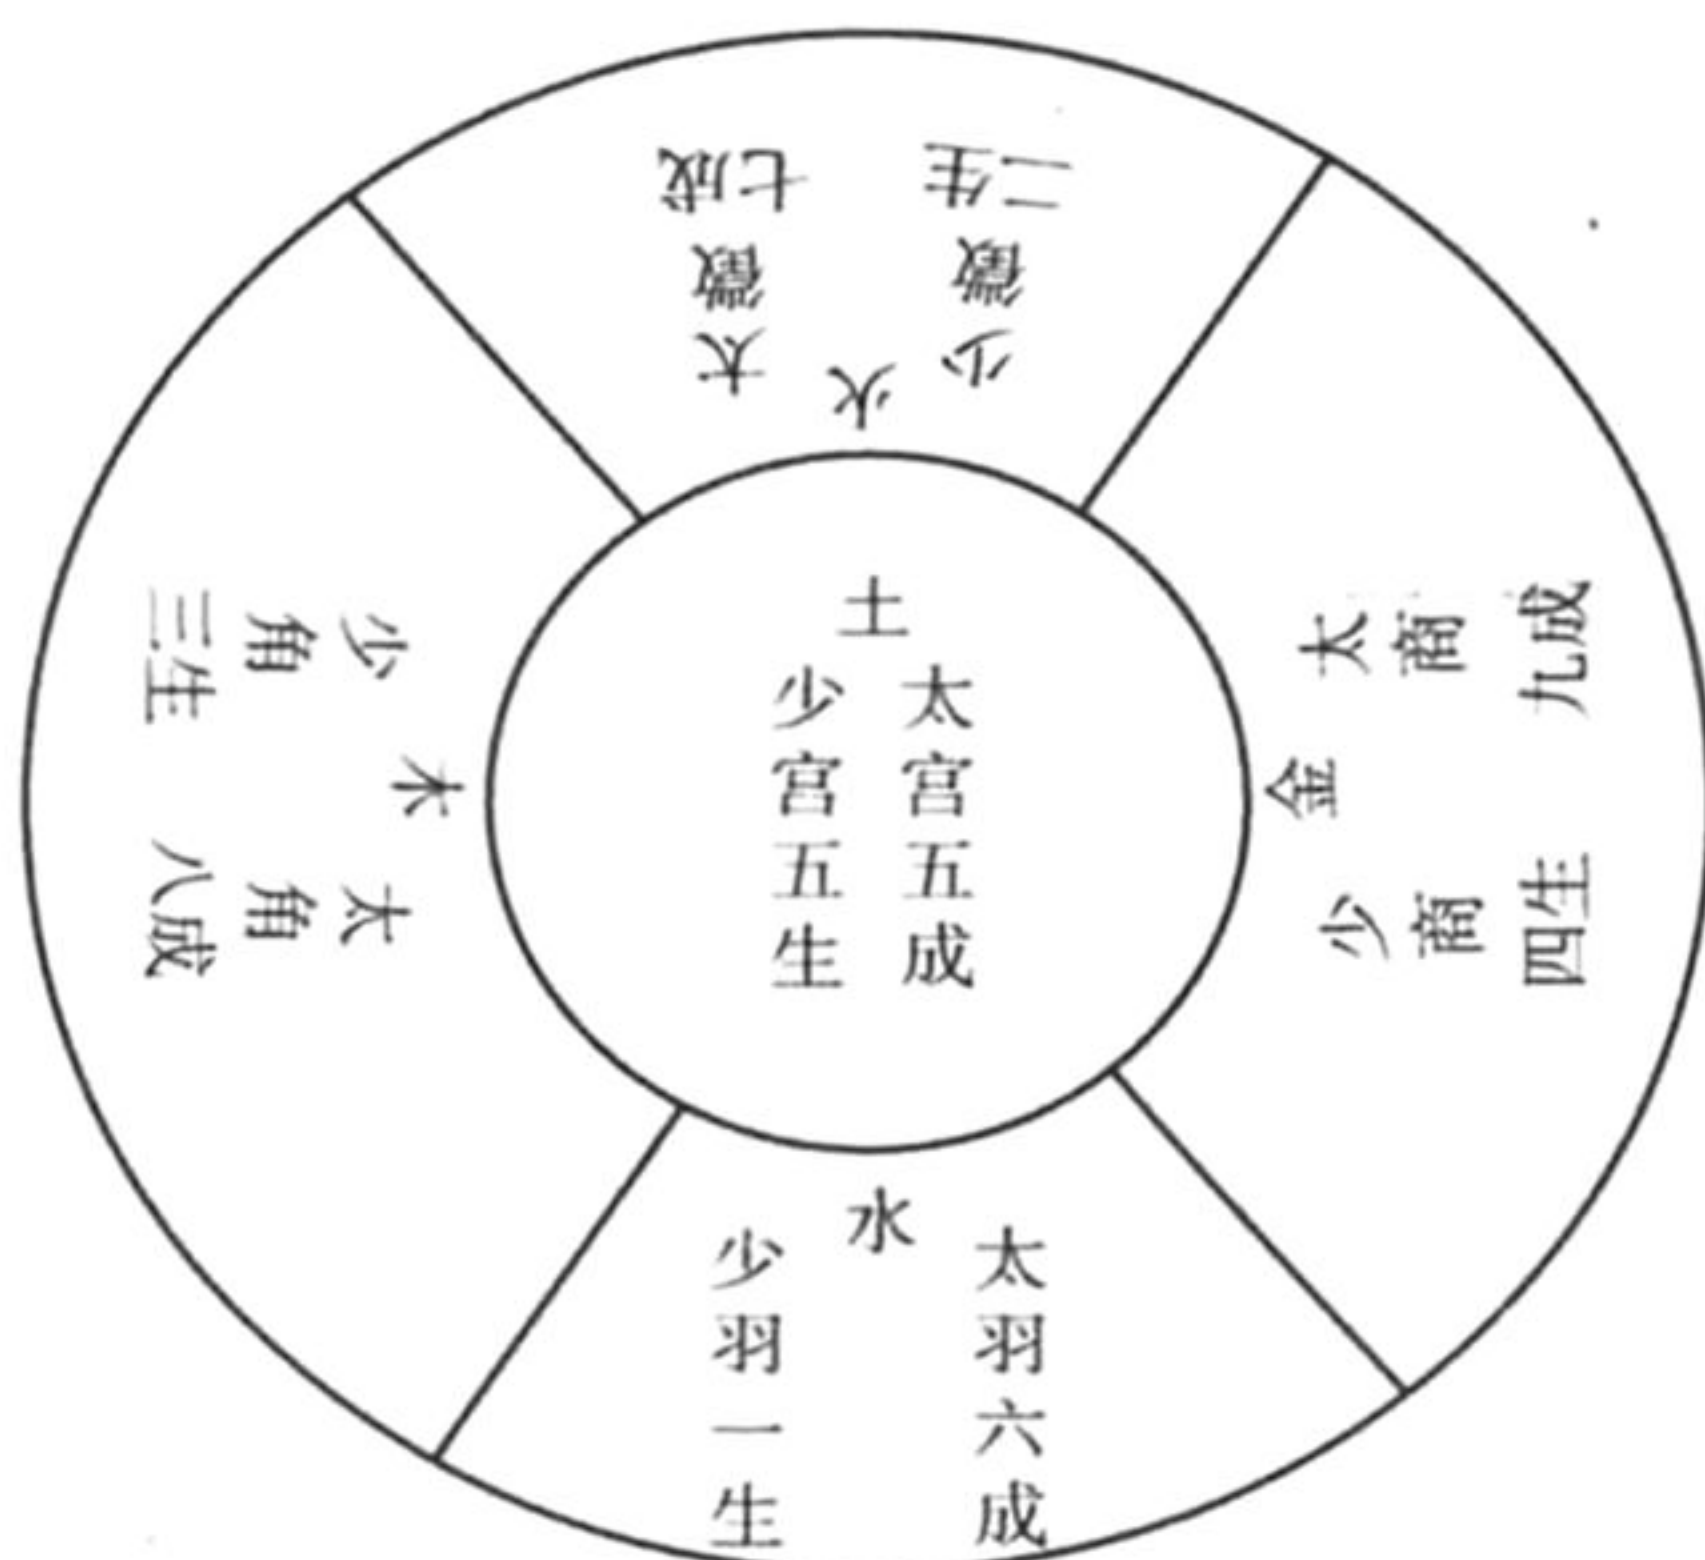 火
少徵
二生
太徵
七成
木
少角
三生
太角
八成
土
太宫五成
少宫五生
金
太商
九成
少商
四生
水
太羽六成
少羽一生